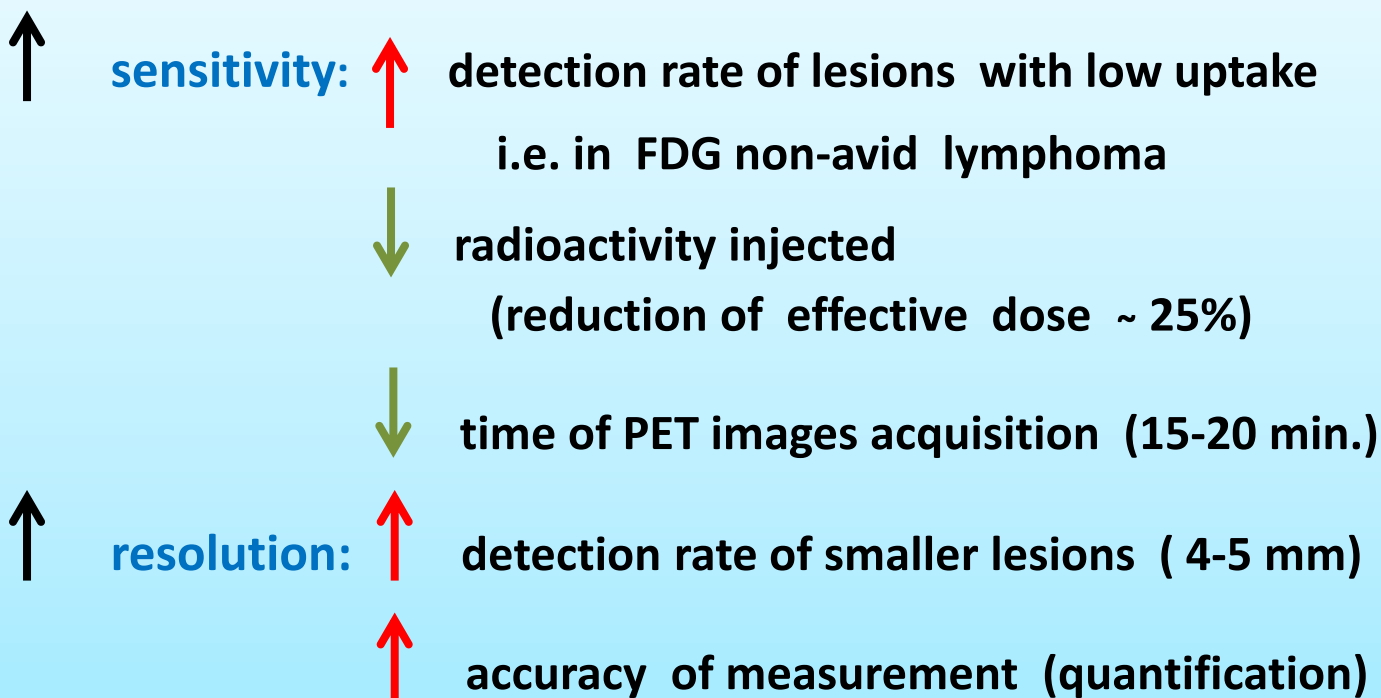 sensitivity: detection rate of lesions with low uptake
i.e. in FDG non-avid lymphoma
radioactivity injected
(reduction of effective dose ~ 25%)
time of PET images acquisition (15-20 min.)
resolution: detection rate of smaller lesions ( 4-5 mm)
accuracy of measurement (quantification)